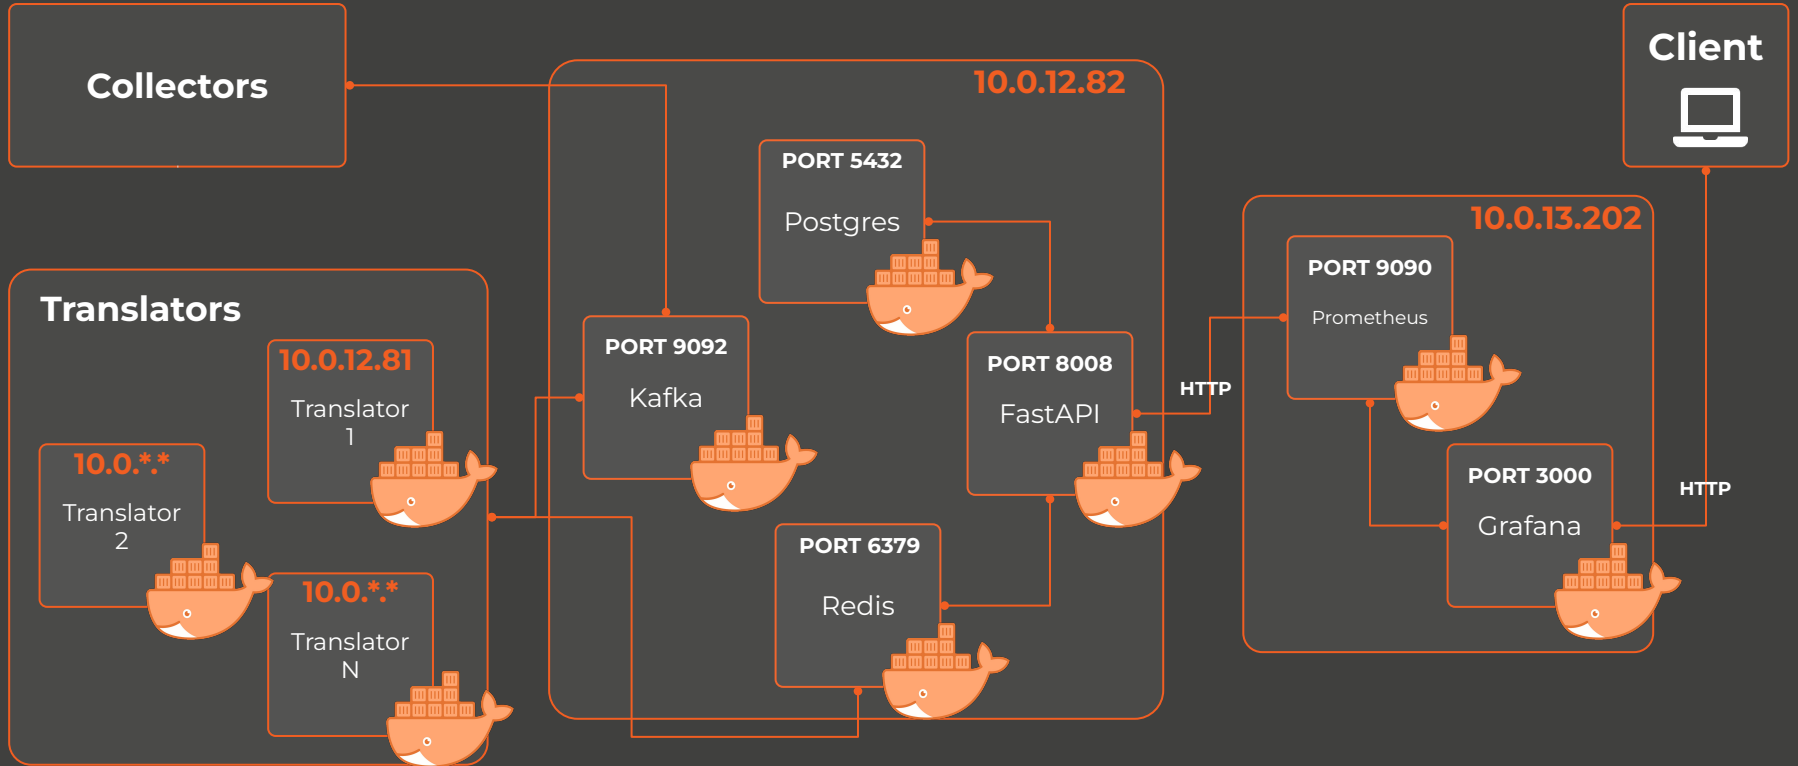 Collectors
10.0.12.82
Client
PORT 5432
Postgres
10.0.13.202
PORT 9090
Prometheus
Translators
10.0.12.81
Translator
1
PORT 9092
Kafka
PORT 8008
FastAPI
HTTP
10.0.*.*
Translator
2
PORT 3000
Grafana
HTTP
PORT 6379
Redis
10.0.*.*
Translator
N